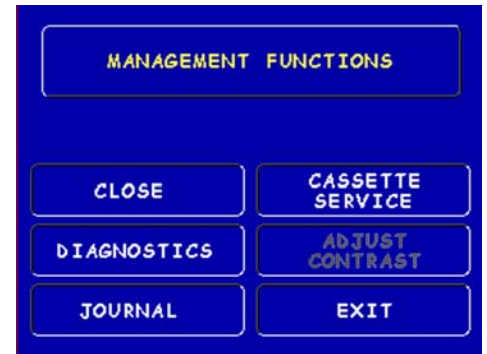 MANAGEMENT FUNCTIONS
CLOSE
CASSETTE
SERVICE
DIAGNOSTICS
ADJUST
CONTRAST
JOURNAL
EXIT